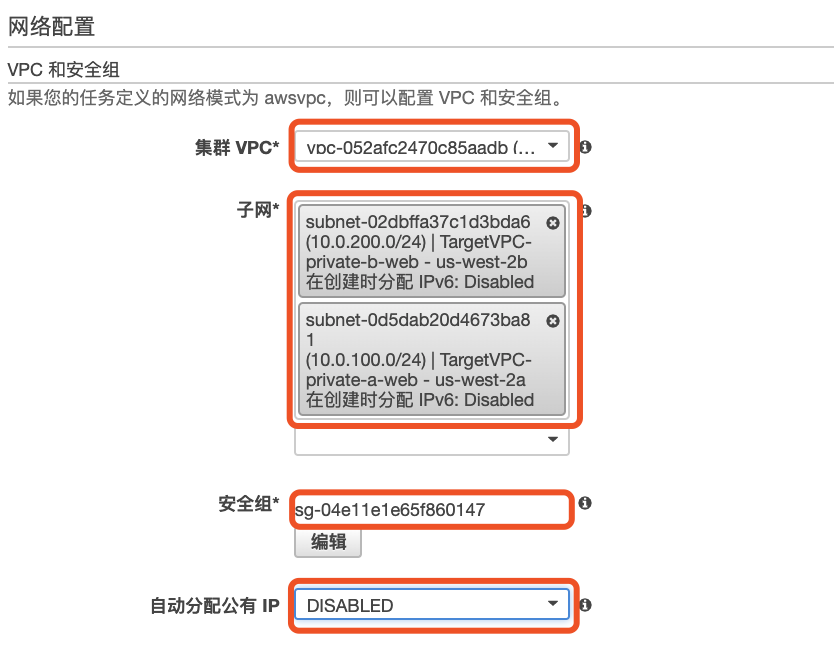 网络配置
VPC 和安全组
如果您的任务定义的网络模式为 awsvpc，则可以配置 VPC 和安全组。
集群 VPC* vpc-052afc2470c85aadb (...
子网*
subnet-02dbffa37c1d3bda6
(10.0.200.0/24) | TargetVPC-
private-b-web - us-west-2b
在创建时分配 IPv6: Disabled
subnet-0d5dab20d4673ba8
1
(10.0.100.0/24) | TargetVPC-
private-a-web - us-west-2a
在创建时分配 IPv6: Disabled
安全组* sg-04e11e1e65f860147
编辑
自动分配公有 IP DISABLED